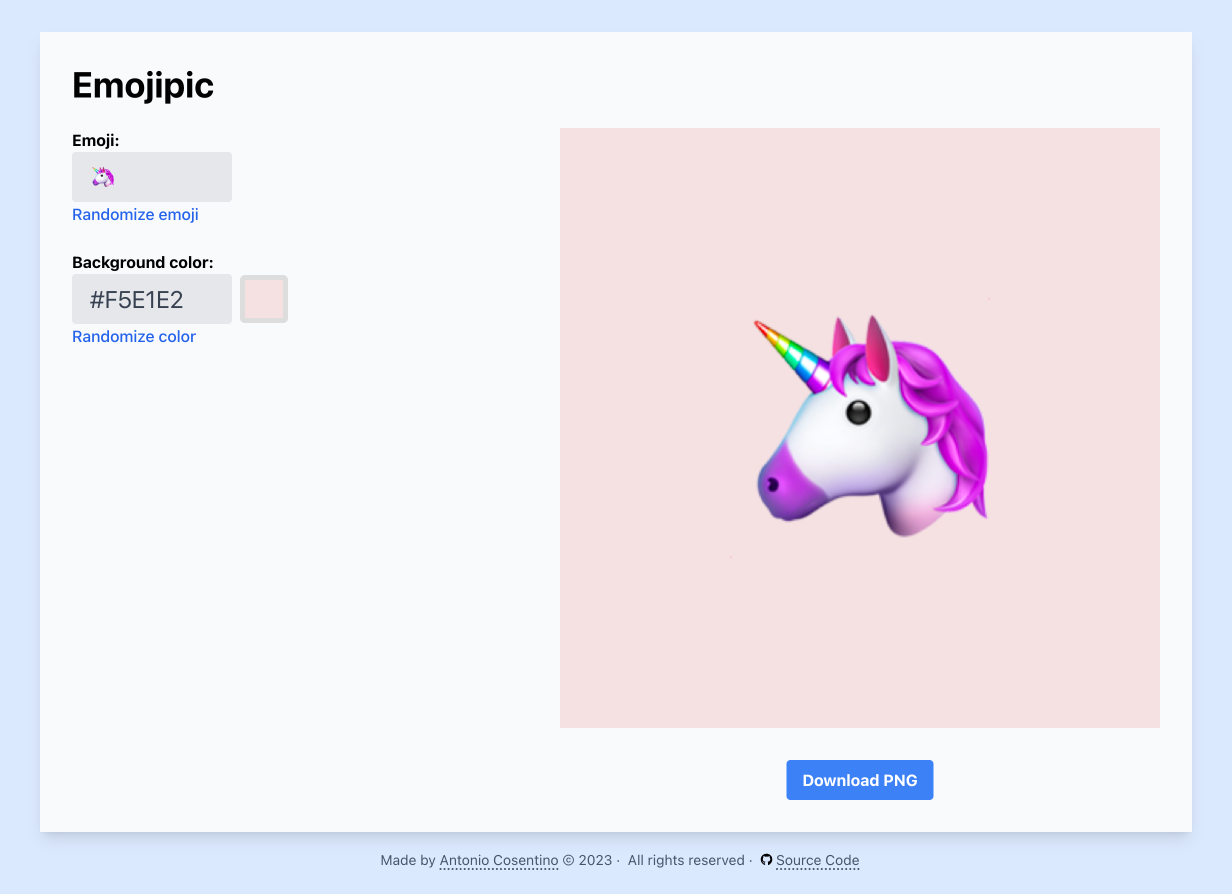 Emojipic
Emoji:
🦄
Randomize emoji
Background color:
#F5E1E2
Randomize color
Download PNG
Made by Antonio Cosentino © 2023 · All rights reserved · Source Code